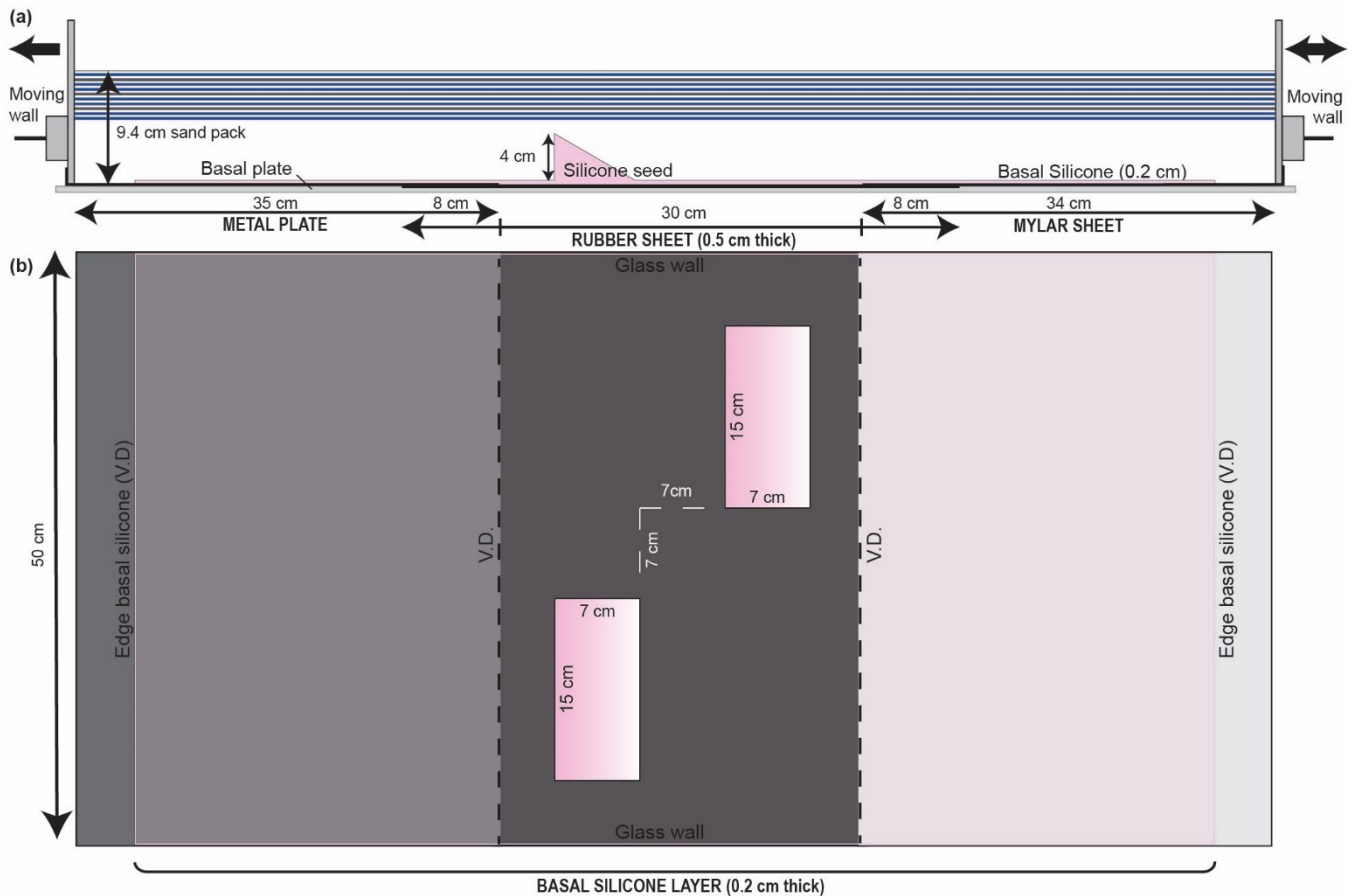 (a)
Moving
wall
Moving
wall
9.4 cm sand pack
4 cm
Basal plate
Silicone seed
Basal Silicone (0.2 cm)
35 cm
8 cm
30 cm
8 cm
34 cm
METAL PLATE
RUBBER SHEET (0.5 cm thick)
MYLAR SHEET
(b)
Glass wall
50 cm
Edge basal silicone (V.D)
V.D.
15 cm
7 cm
7cm
7 cm
7 cm
15 cm
V.D.
Edge basal silicone (V.D)
Glass wall
BASAL SILICONE LAYER (0.2 cm thick)